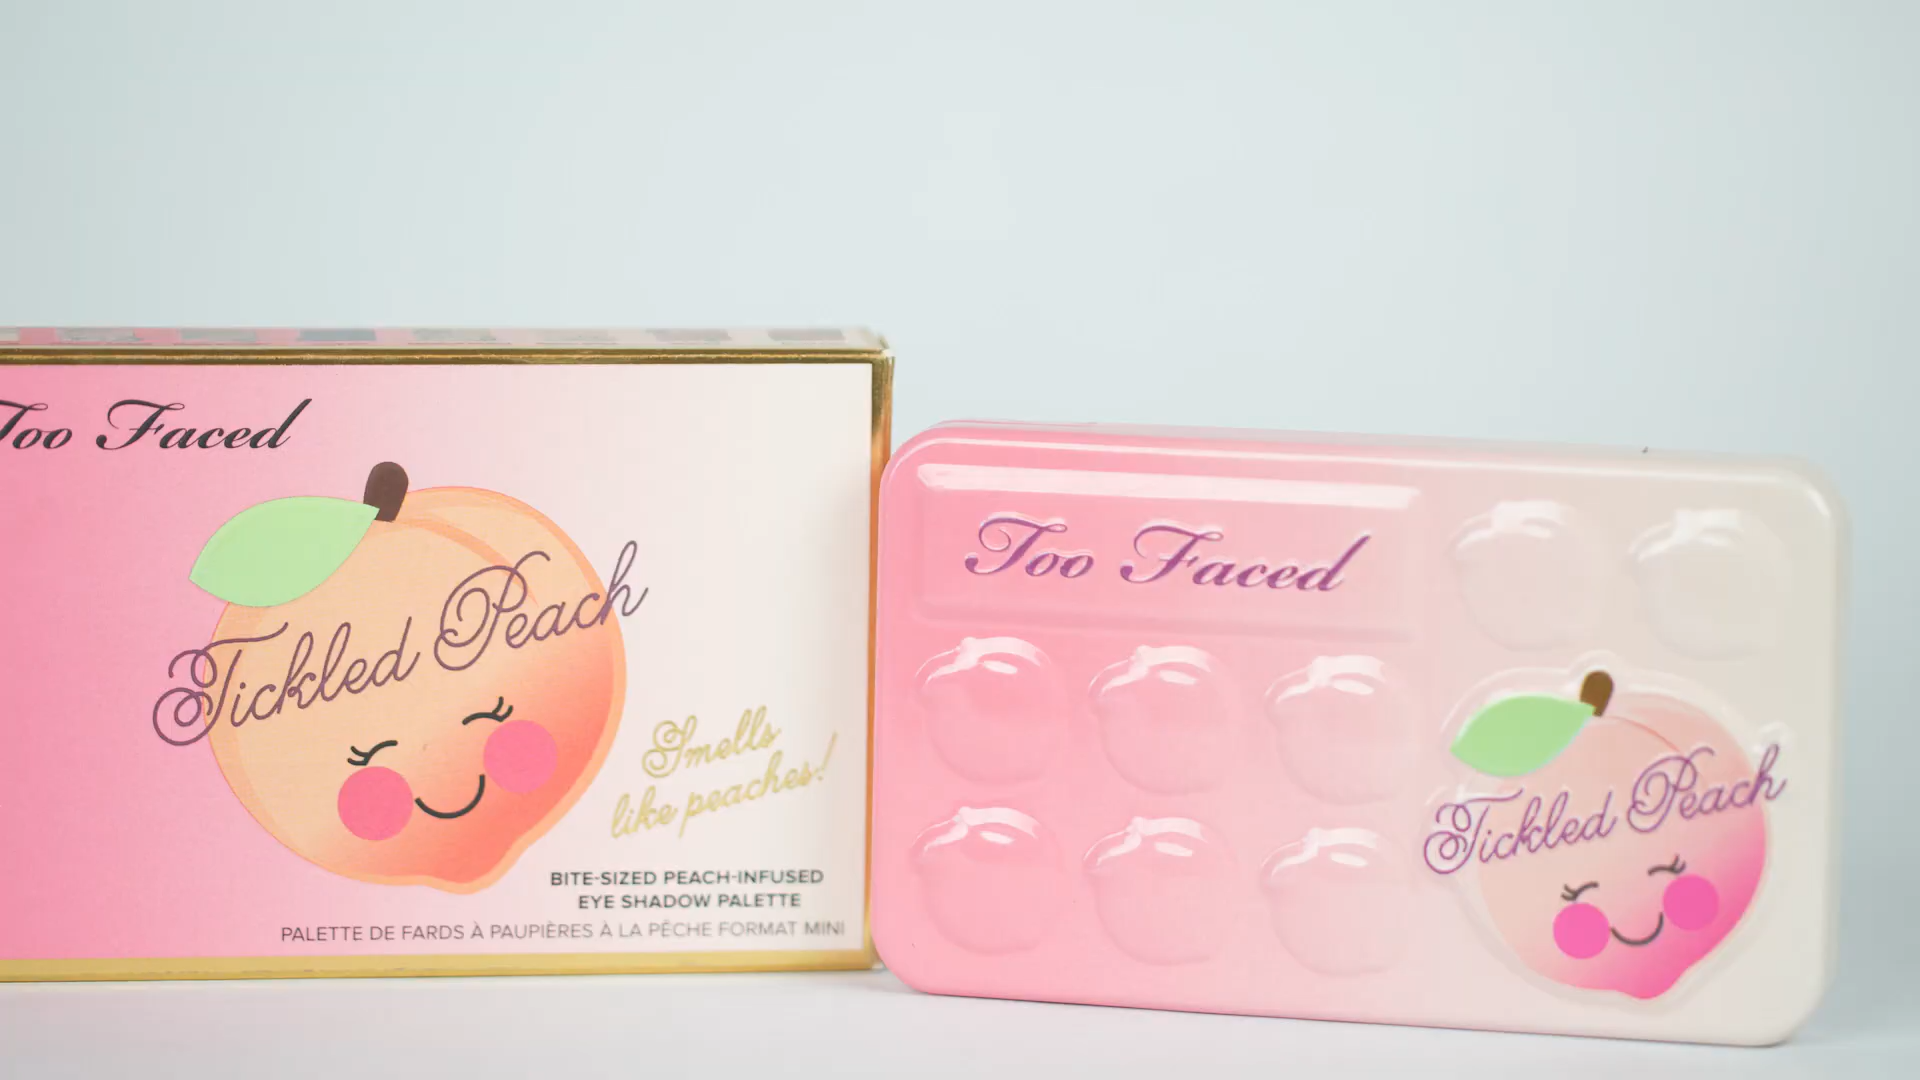 Too Faced
Tickled Peach
Smells
like peaches!
BITE-SIZED PEACH-INFUSED
EYE SHADOW PALETTE
PALETTE DE FARDS À PAUPIÈRES À LA PÊCHE FORMAT MINI
Too Faced
Tickled Peach